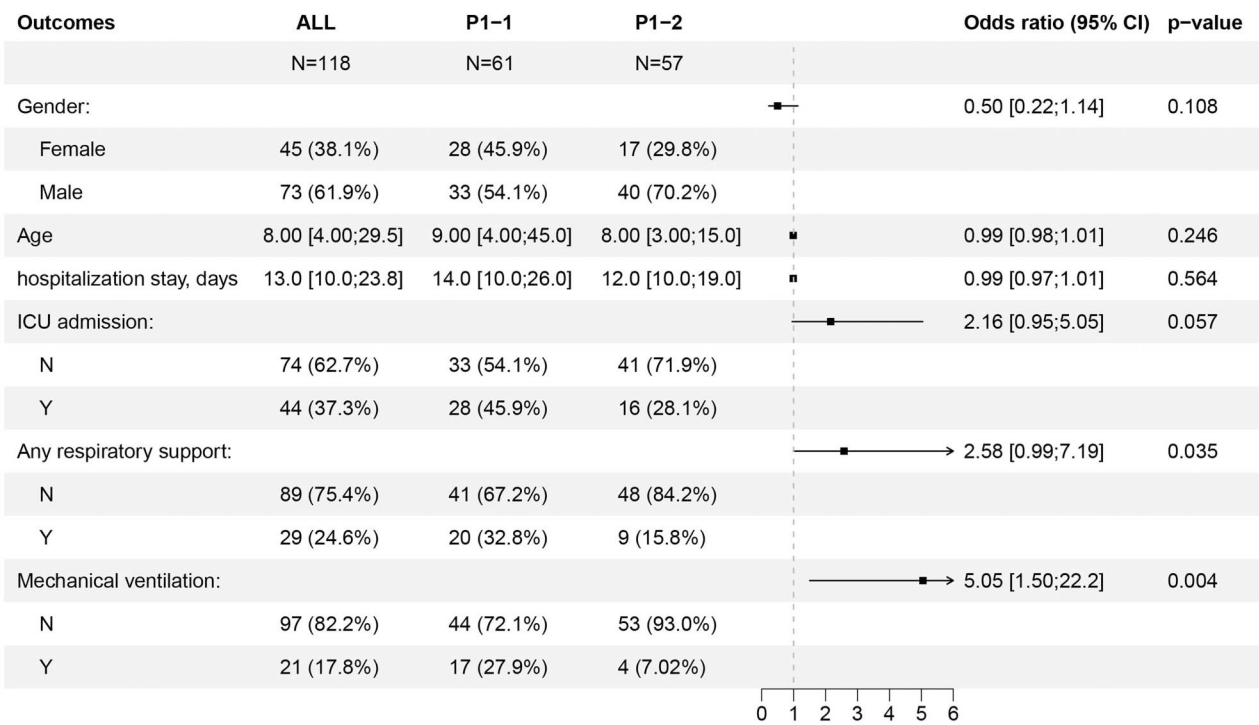 Outcomes ALL P1−1 P1−2 Odds ratio (95% CI) p−value
N=118 N=61 N=57
Gender: 0.50 [0.22;1.14] 0.108
Female 45 (38.1%) 28 (45.9%) 17 (29.8%)
Male 73 (61.9%) 33 (54.1%) 40 (70.2%)
Age 8.00 [4.00;29.5] 9.00 [4.00;45.0] 8.00 [3.00;15.0] 0.99 [0.98;1.01] 0.246
hospitalization stay, days 13.0 [10.0;23.8] 14.0 [10.0;26.0] 12.0 [10.0;19.0] 0.99 [0.97;1.01] 0.564
ICU admission: 2.16 [0.95;5.05] 0.057
N 74 (62.7%) 33 (54.1%) 41 (71.9%)
Y 44 (37.3%) 28 (45.9%) 16 (28.1%)
Any respiratory support: 2.58 [0.99;7.19] 0.035
N 89 (75.4%) 41 (67.2%) 48 (84.2%)
Y 29 (24.6%) 20 (32.8%) 9 (15.8%)
Mechanical ventilation: 5.05 [1.50;22.2] 0.004
N 97 (82.2%) 44 (72.1%) 53 (93.0%)
Y 21 (17.8%) 17 (27.9%) 4 (7.02%)
0 1 2 3 4 5 6